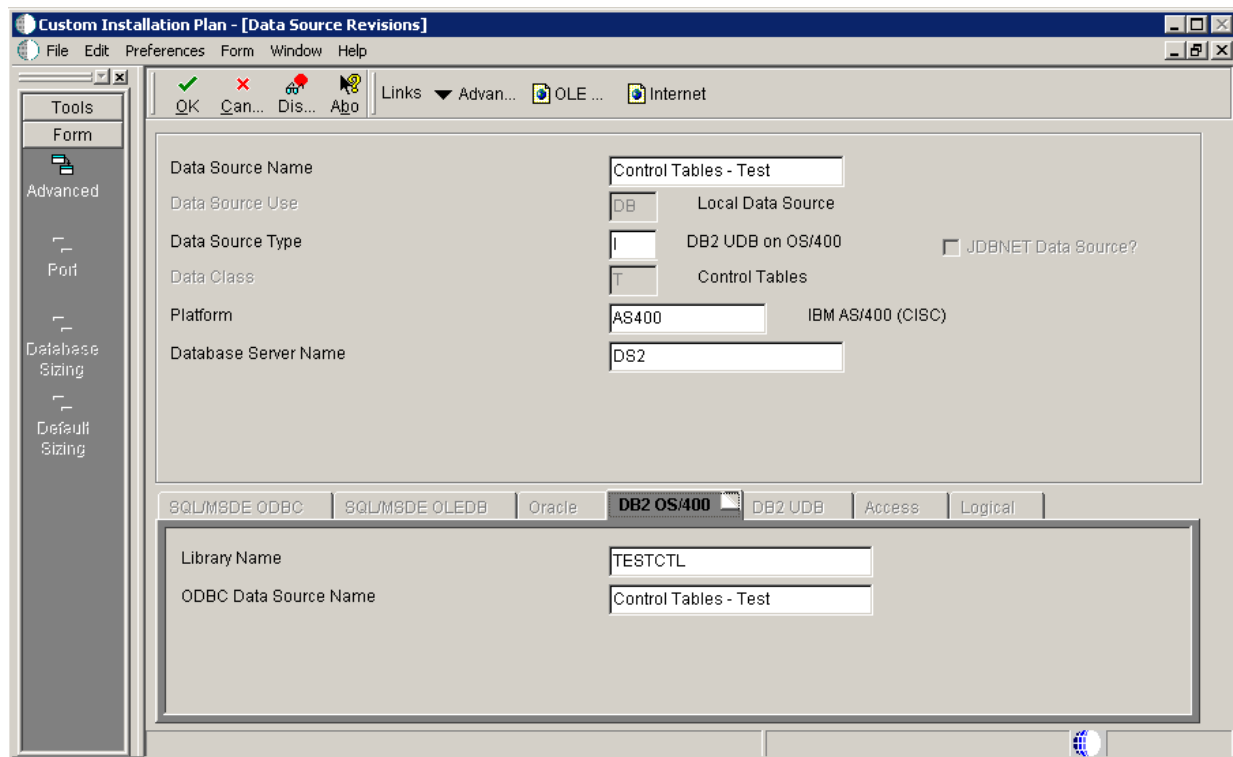 Custom Installation Plan - [Data Source Revisions]
File Edit Preferences Form Window Help
Tools
Form
Advanced
Port
Database
Sizing
Default
Sizing
OK Can... Dis... Abo Links Advan... OLE ... Internet
Data Source Name Control Tables - Test
Data Source Use DB Local Data Source
Data Source Type I DB2 UDB on OS/400 JDBNET Data Source?
Data Class T Control Tables
Platform AS400 IBM AS/400 (CISC)
Database Server Name DS2
SQL/MSDE ODBC SQL/MSDE OLEDB Oracle DB2 OS/400 DB2 UDB Access Logical
Library Name TESTCTL
ODBC Data Source Name Control Tables - Test